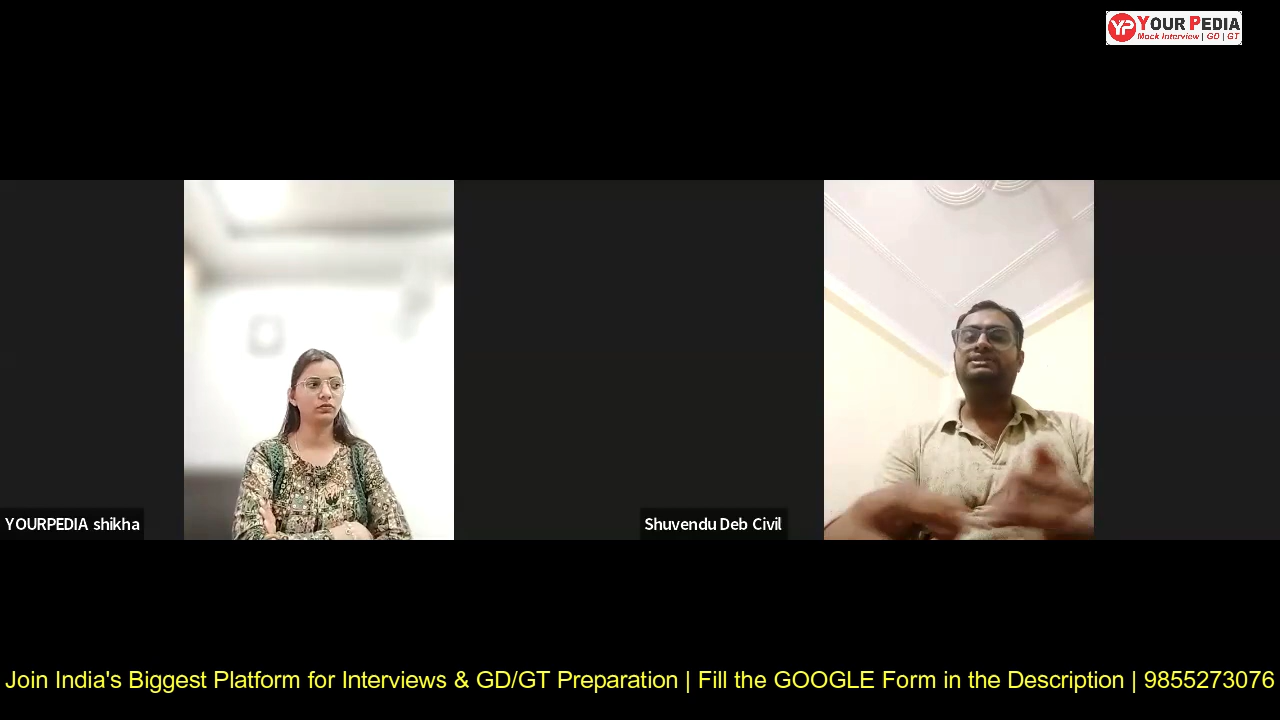 YP YOUR PEDIA
Mock Interview | GD | GT
YOURPEDIA shikha
Shuvendu Deb Civil
Join India's Biggest Platform for Interviews & GD/GT Preparation | Fill the GOOGLE Form in the Description | 9855273076